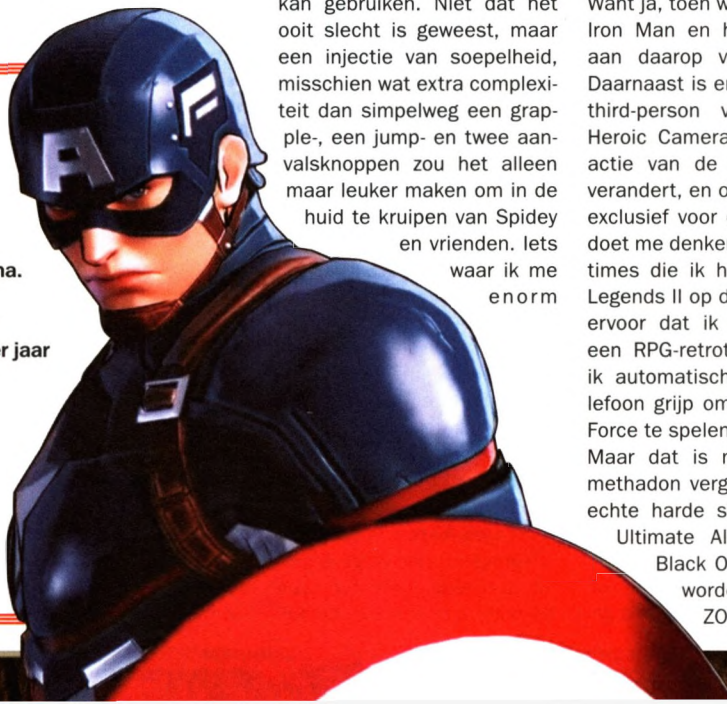 na.
r jaar
A
kan gebruiken. Niet dat het
ooit slecht is geweest, maar
een injectie van soepelheid,
misschien wat extra complexi-
teit dan simpelweg een grap-
ple-, een jump- en twee aan-
valsknoppen zou het alleen
maar leuker maken om in de
huid te kruipen van Spidey
en vrienden. Iets
waar ik me
enorm
Want ja, toen w
Iron Man en h
aan daarop v
Daarnaast is er
third-person v
Heroic Camera
actie van de
verandert, en o
exclusief voor
doet me denke
times die ik h
Legends II op d
ervoor dat ik
een RPG-retrot
ik automatisch
lefoon grijp om
Force te spelen
Maar dat is
methadon verg
echte harde s
Ultimate Al
Black O
word
ZO